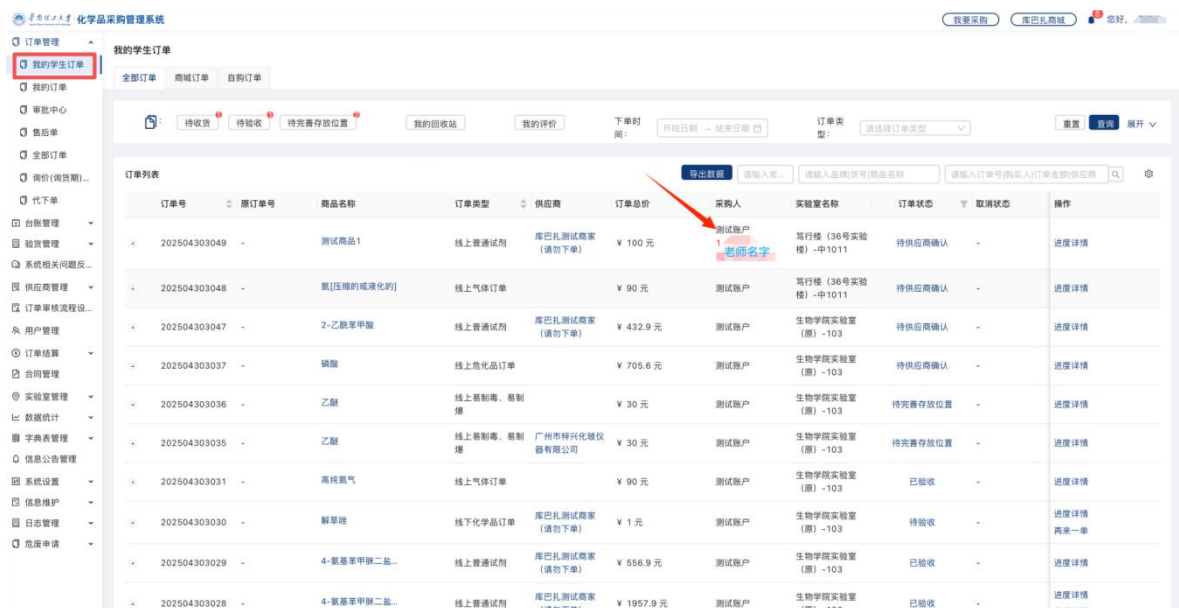 华南理工大学 化学品采购管理系统 我要采购 库巴扎商城 8 您好，
订单管理
我的学生订单
我的订单
审批中心
售后单
全部订单
询价(询货期)...
代下单
台账管理
验货管理
系统相关问题反...
供应商管理
订单审核流程设...
用户管理
订单结算
合同管理
实验室管理
数据统计
字典表管理
信息公告管理
系统设置
信息维护
日志管理
危废申请
我的学生订单
全部订单 商城订单 自购订单
: 待收货 待验收 待完善存放位置 我的回收站 我的评价 下单时间： 开始日期 → 结束日期 订单类型： 请选择订单类型 重置 查询 展开
订单列表 导出数据 请输入发... 请输入品牌|货号|商品名称 请输入订单号|购买人|订单金额|供应商
订单号 原订单号 商品名称 订单类型 供应商 订单总价 采购人 实验室名称 订单状态 取消状态 操作
+ 202504303049 - 测试商品1 线上普通试剂 库巴扎测试商家（请勿下单） ¥ 100 元 测试账户1 老师名字 笃行楼（36号实验楼）-中1011 待供应商确认 - 进度详情
+ 202504303048 - 氮[压缩的或液化的] 线上气体订单 ¥ 90 元 测试账户 笃行楼（36号实验楼）-中1011 待供应商确认 - 进度详情
+ 202504303047 - 2-乙酰苯甲酸 线上普通试剂 库巴扎测试商家（请勿下单） ¥ 432.9 元 测试账户 生物学院实验室（原）-103 待供应商确认 - 进度详情
+ 202504303037 - 磷酸 线上危化品订单 ¥ 705.6 元 测试账户 生物学院实验室（原）-103 待供应商确认 - 进度详情
+ 202504303036 - 乙醚 线上易制毒、易制爆 ¥ 30 元 测试账户 生物学院实验室（原）-103 待完善存放位置 - 进度详情
+ 202504303035 - 乙醚 线上易制毒、易制爆 广州市梓兴化玻仪器有限公司 ¥ 30 元 测试账户 生物学院实验室（原）-103 待完善存放位置 - 进度详情
+ 202504303031 - 高纯氮气 线上气体订单 ¥ 90 元 测试账户 生物学院实验室（原）-103 已验收 - 进度详情
+ 202504303030 - 解草唑 线下化学品订单 库巴扎测试商家（请勿下单） ¥ 1 元 测试账户 生物学院实验室（原）-103 待验收 - 进度详情 再来一单
+ 202504303029 - 4-氨基苯甲脒二盐... 线上普通试剂 库巴扎测试商家（请勿下单） ¥ 556.9 元 测试账户 生物学院实验室（原）-103 已验收 - 进度详情
+ 202504303028 - 4-氨基苯甲脒二盐... 线上普通试剂 库巴扎测试商家 ¥ 1957.9 元 测试账户 生物学院实验室 已验收 - 进度详情